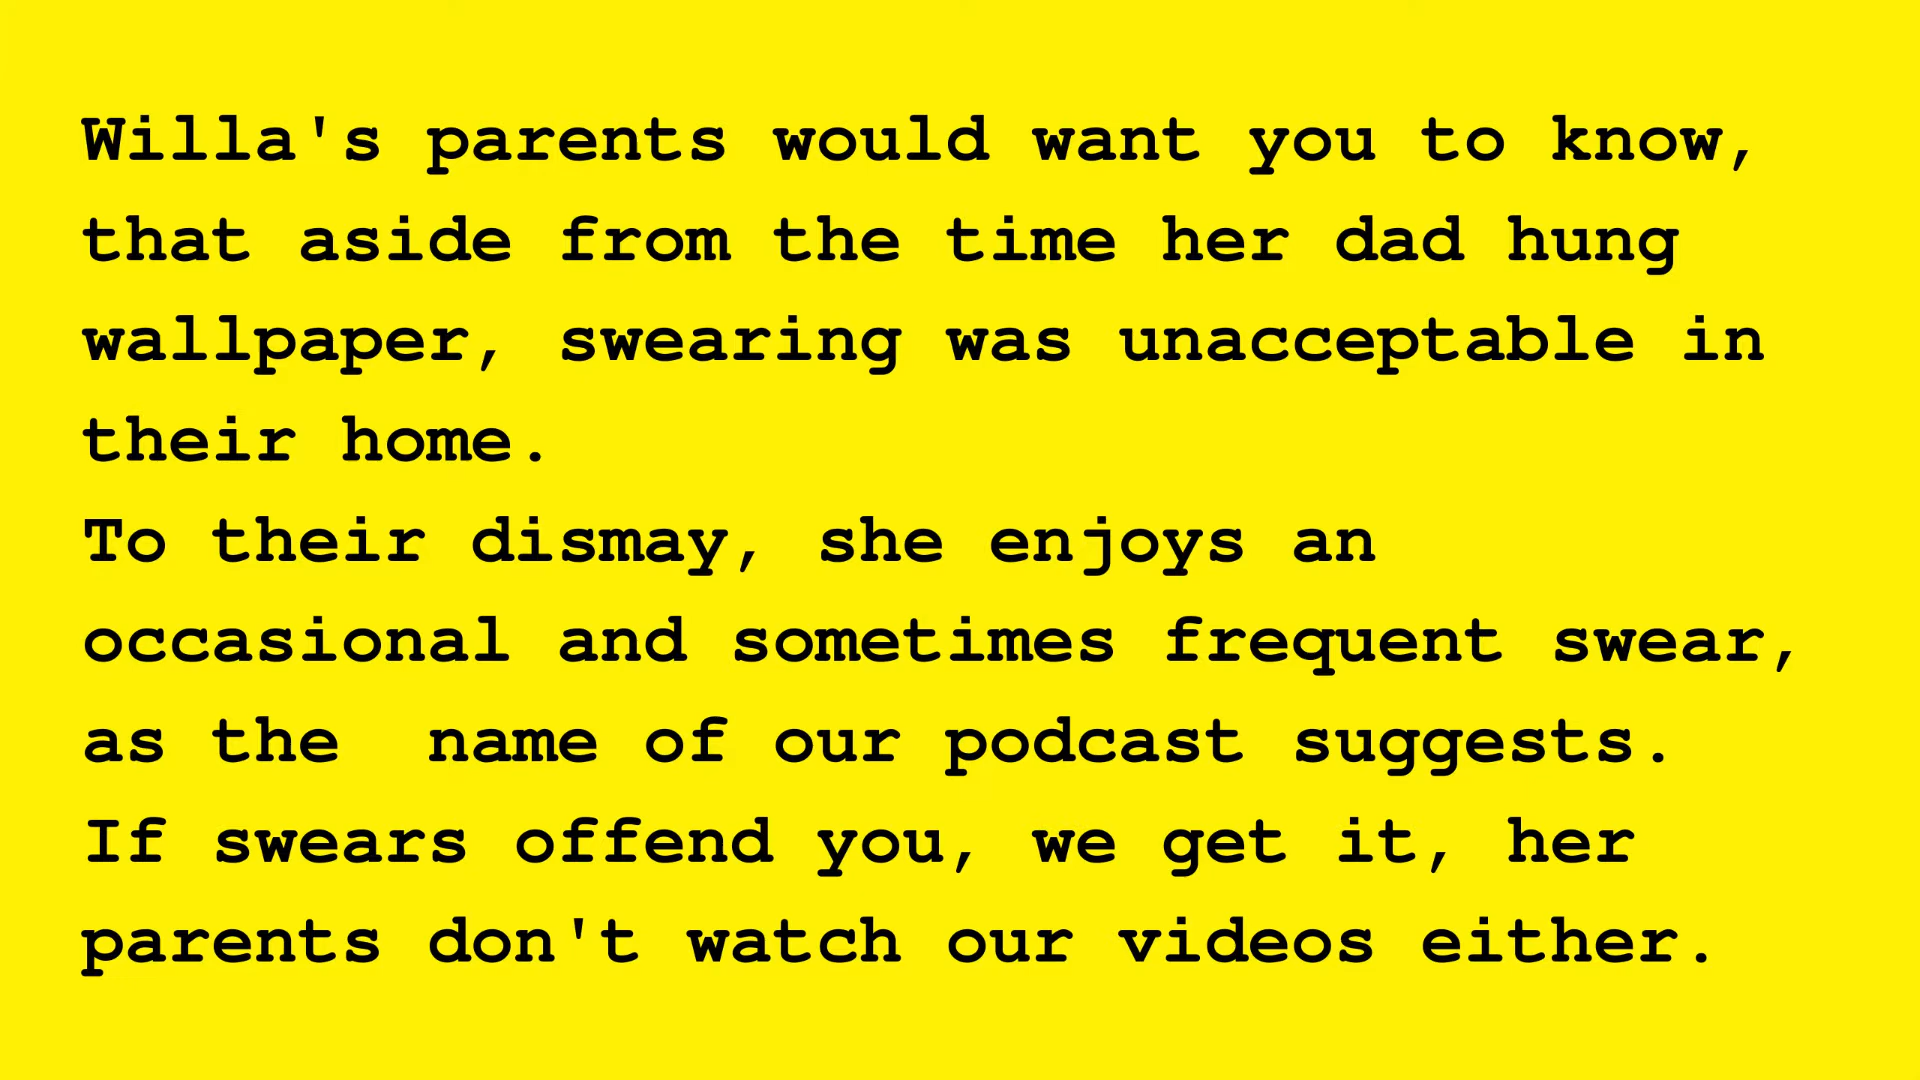 Willa's parents would want you to know,
that aside from the time her dad hung
wallpaper, swearing was unacceptable in
their home.
To their dismay, she enjoys an
occasional and sometimes frequent swear,
as the  name of our podcast suggests.
If swears offend you, we get it, her
parents don't watch our videos either.